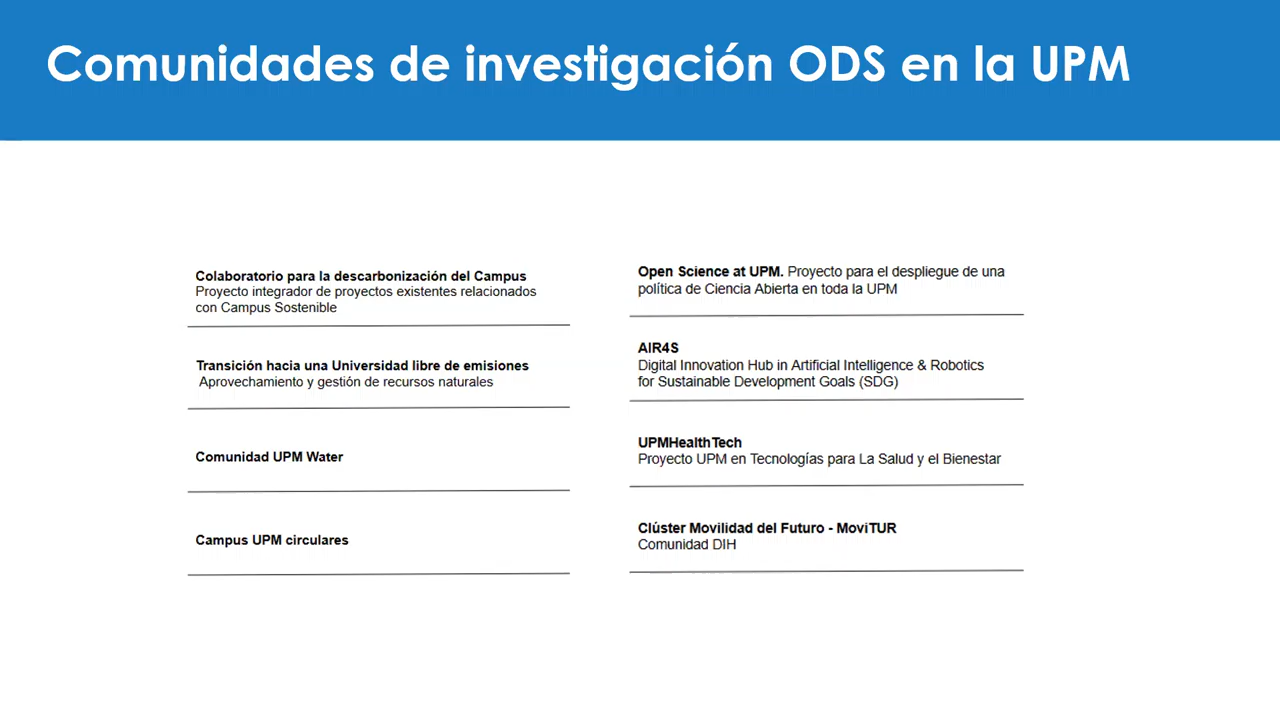 Comunidades de investigación ODS en la UPM
Colaboratorio para la descarbonización del Campus
Proyecto integrador de proyectos existentes relacionados
con Campus Sostenible
Transición hacia una Universidad libre de emisiones
Aprovechamiento y gestión de recursos naturales
Comunidad UPM Water
Campus UPM circulares
Open Science at UPM. Proyecto para el despliegue de una
política de Ciencia Abierta en toda la UPM
AIR4S
Digital Innovation Hub in Artificial Intelligence & Robotics
for Sustainable Development Goals (SDG)
UPMHealthTech
Proyecto UPM en Tecnologías para La Salud y el Bienestar
Clúster Movilidad del Futuro - MoviTUR
Comunidad DIH